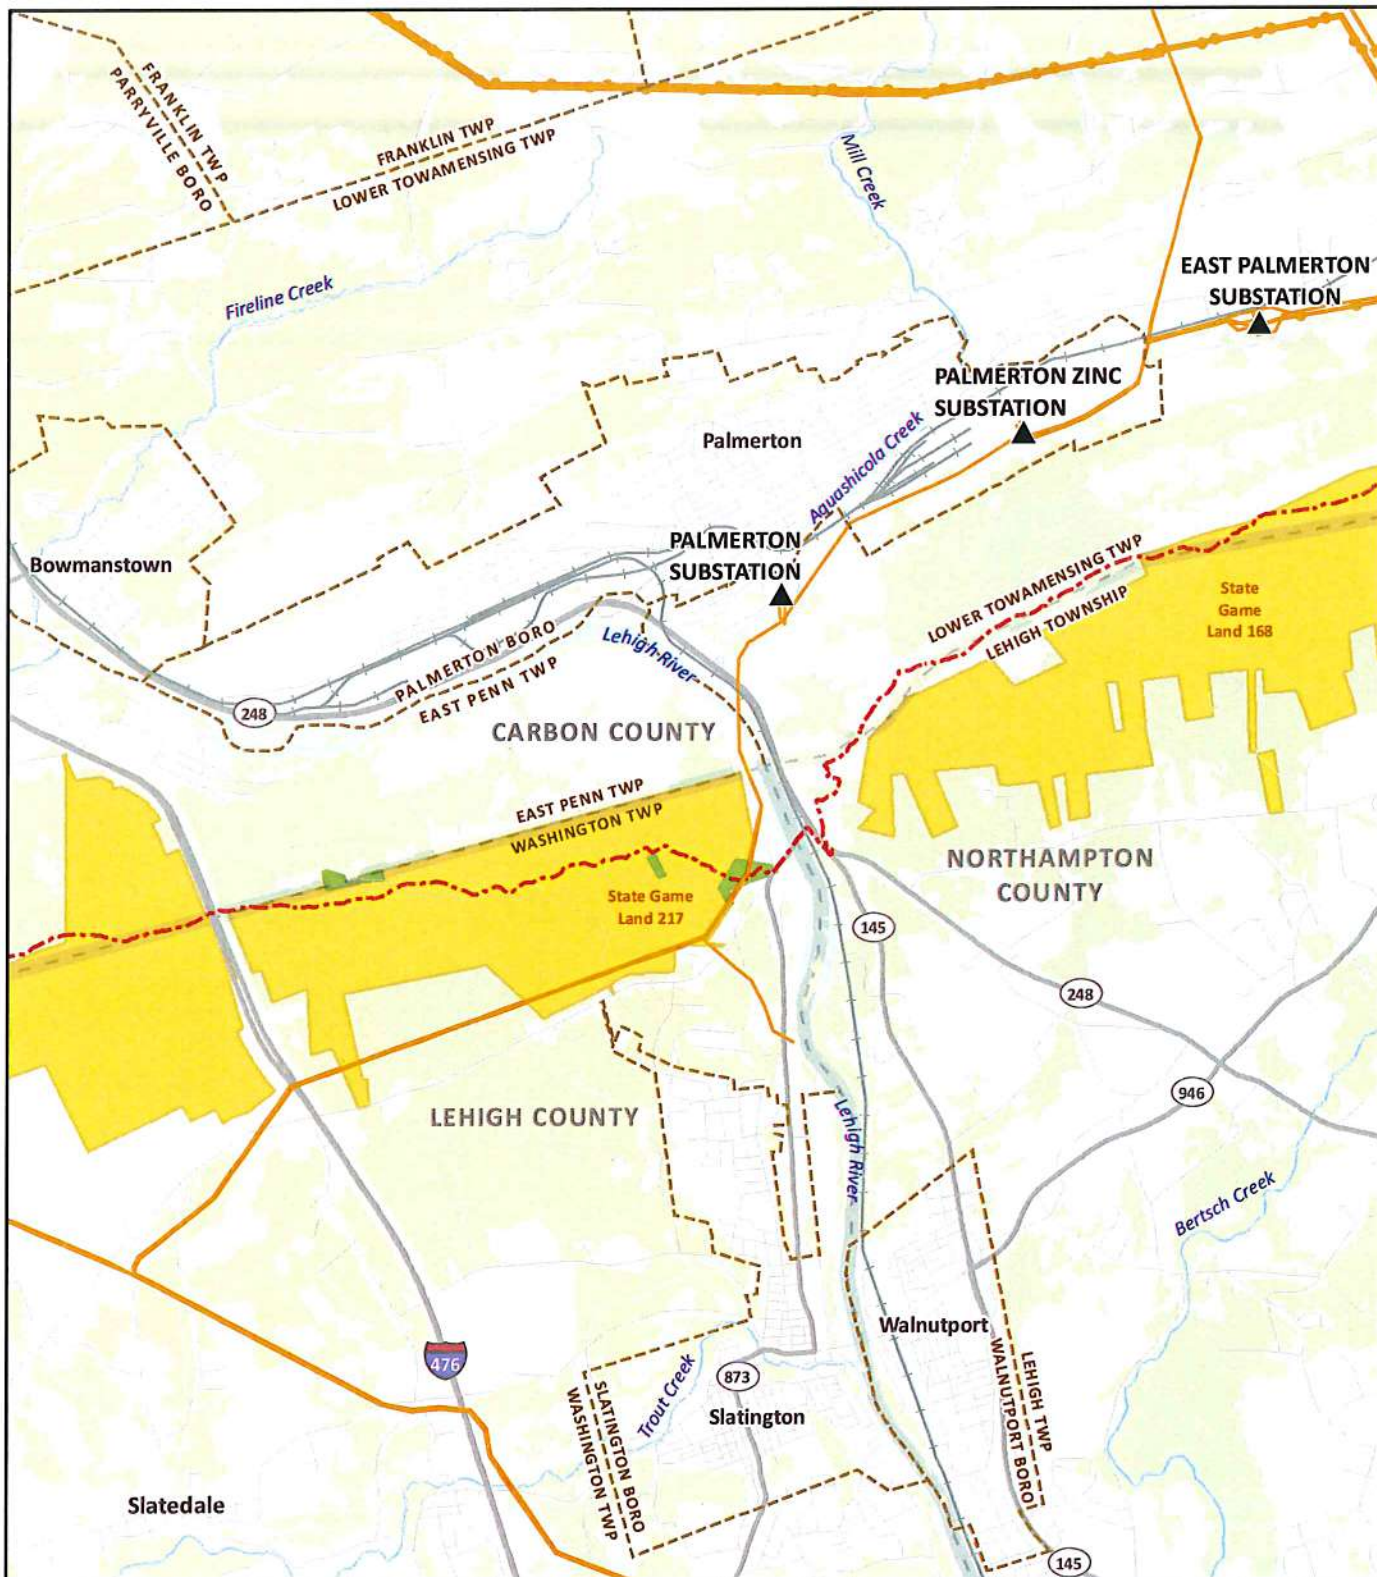 FRANKLIN TWP
PARRYVILLE BORO
FRANKLIN TWP
LOWER TOWAMENSING TWP
Mill Creek
EAST PALMERTON
SUBSTATION
Fireline Creek
PALMERTON ZINC
SUBSTATION
Palmerton
Aquashicola Creek
PALMERTON
SUBSTATION
Bowmanstown
LOWER TOWAMENSING TWP
LEHIGH TOWNSHIP
State
Game
Land 168
Lehigh River
PALMERTON BORO
EAST PENN TWP
248
CARBON COUNTY
EAST PENN TWP
WASHINGTON TWP
NORTHAMPTON
COUNTY
State Game
Land 217
145
248
946
LEHIGH COUNTY
Lehigh River
Bertsch Creek
Walnutport
476
873
Trout Creek
Slatington
SLATINGTON BORO
WASHINGTON TWP
LEHIGH TWP
WALNUTPORT BORO
Slatedale
145